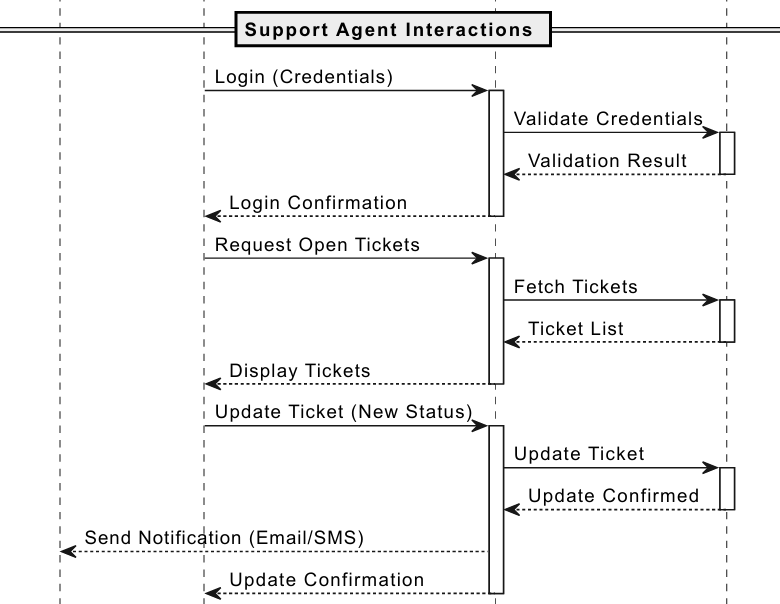 Support Agent Interactions
Login (Credentials)
Validate Credentials
Validation Result
Login Confirmation
Request Open Tickets
Fetch Tickets
Ticket List
Display Tickets
Update Ticket (New Status)
Update Ticket
Update Confirmed
Send Notification (Email/SMS)
Update Confirmation